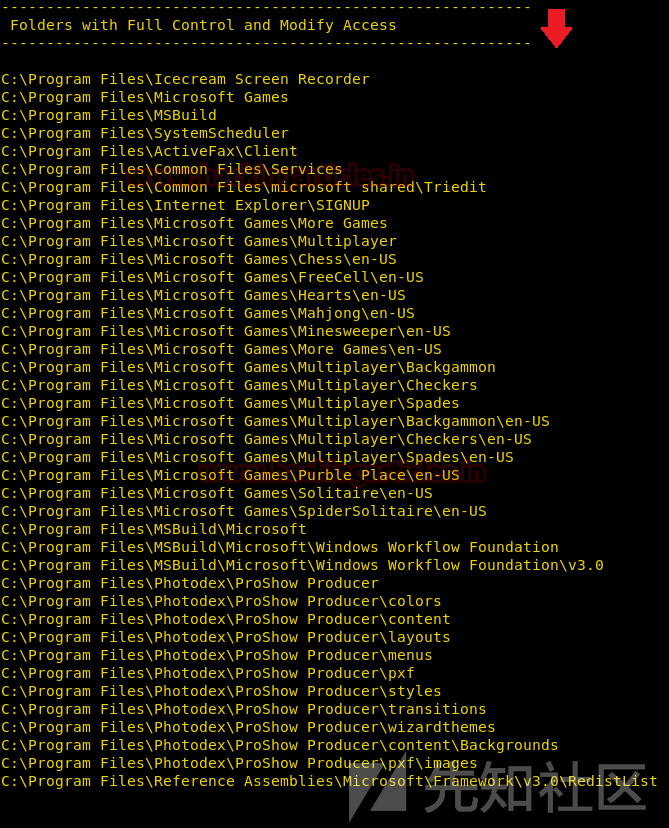 -----------------------------------------------------------
Folders with Full Control and Modify Access
-----------------------------------------------------------
C:\Program Files\Icecream Screen Recorder
C:\Program Files\Microsoft Games
C:\Program Files\MSBuild
C:\Program Files\SystemScheduler
C:\Program Files\ActiveFax\Client
C:\Program Files\Common Files\Services
C:\Program Files\Common Files\microsoft shared\Triedit
C:\Program Files\Internet Explorer\SIGNUP
C:\Program Files\Microsoft Games\More Games
C:\Program Files\Microsoft Games\Multiplayer
C:\Program Files\Microsoft Games\Chess\en-US
C:\Program Files\Microsoft Games\FreeCell\en-US
C:\Program Files\Microsoft Games\Hearts\en-US
C:\Program Files\Microsoft Games\Mahjong\en-US
C:\Program Files\Microsoft Games\Minesweeper\en-US
C:\Program Files\Microsoft Games\More Games\en-US
C:\Program Files\Microsoft Games\Multiplayer\Backgammon
C:\Program Files\Microsoft Games\Multiplayer\Checkers
C:\Program Files\Microsoft Games\Multiplayer\Spades
C:\Program Files\Microsoft Games\Multiplayer\Backgammon\en-US
C:\Program Files\Microsoft Games\Multiplayer\Checkers\en-US
C:\Program Files\Microsoft Games\Multiplayer\Spades\en-US
C:\Program Files\Microsoft Games\Purble Place\en-US
C:\Program Files\Microsoft Games\Solitaire\en-US
C:\Program Files\Microsoft Games\SpiderSolitaire\en-US
C:\Program Files\MSBuild\Microsoft
C:\Program Files\MSBuild\Microsoft\Windows Workflow Foundation
C:\Program Files\MSBuild\Microsoft\Windows Workflow Foundation\v3.0
C:\Program Files\Photodex\ProShow Producer
C:\Program Files\Photodex\ProShow Producer\colors
C:\Program Files\Photodex\ProShow Producer\content
C:\Program Files\Photodex\ProShow Producer\layouts
C:\Program Files\Photodex\ProShow Producer\menus
C:\Program Files\Photodex\ProShow Producer\pxf
C:\Program Files\Photodex\ProShow Producer\styles
C:\Program Files\Photodex\ProShow Producer\transitions
C:\Program Files\Photodex\ProShow Producer\wizardthemes
C:\Program Files\Photodex\ProShow Producer\content\Backgrounds
C:\Program Files\Photodex\ProShow Producer\pxf\images
C:\Program Files\Reference Assemblies\Microsoft\Framework\v3.0\RedistList
先知社区